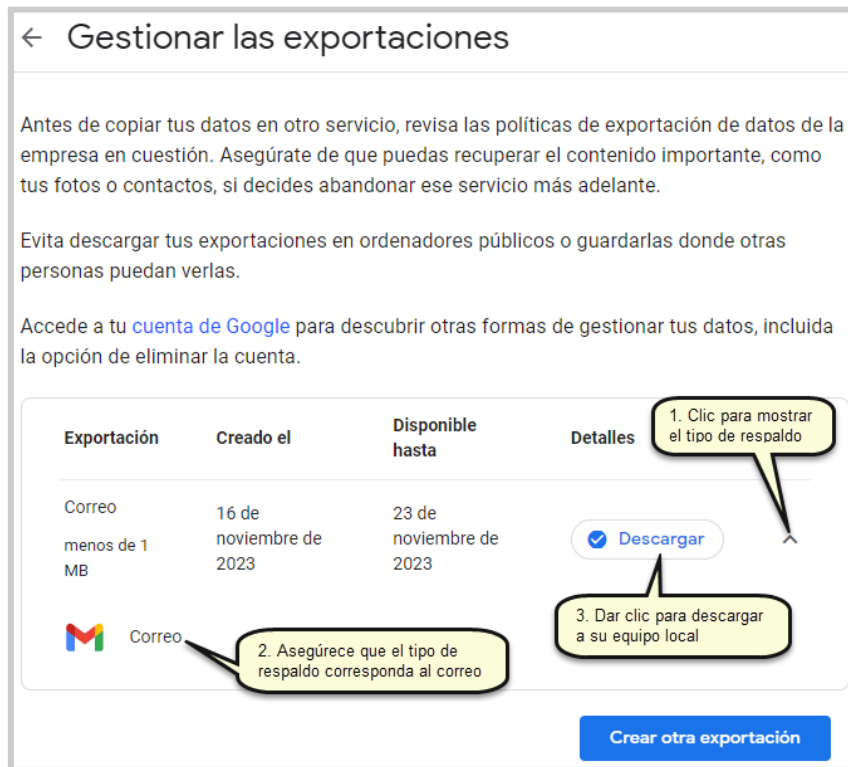 Gestionar las exportaciones
Antes de copiar tus datos en otro servicio, revisa las políticas de exportación de datos de la
empresa en cuestión. Asegúrate de que puedas recuperar el contenido importante, como
tus fotos o contactos, si decides abandonar ese servicio más adelante.
Evita descargar tus exportaciones en ordenadores públicos o guardarlas donde otras
personas puedan verlas.
Accede a tu cuenta de Google para descubrir otras formas de gestionar tus datos, incluida
la opción de eliminar la cuenta.
Exportación
Creado el
Disponible
hasta
Detalles
1. Clic para mostrar
el tipo de respaldo
Correo
menos de 1
MB
16 de
noviembre de
2023
23 de
noviembre de
2023
Descargar
Correo
2. Asegúrece que el tipo de
respaldo corresponda al correo
3. Dar clic para descargar
a su equipo local
Crear otra exportación